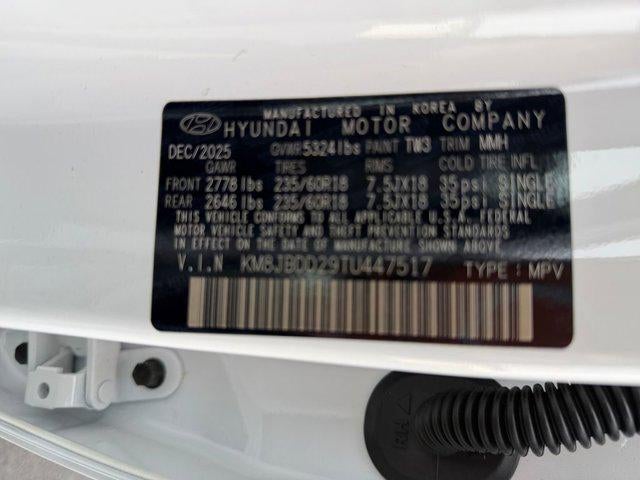 MANUFACTURED IN KOREA BY
HYUNDAI MOTOR COMPANY
DEC/2025 GVWR 5324 lbs PAINT TW3 TRIM MMH
GAWR TIRES RIMS COLD TIRE INFL
FRONT 2778 lbs 235/60R18 7.5JX18 35psi SINGLE
REAR 2646 lbs 235/60R18 7.5JX18 35psi SINGLE
THIS VEHICLE CONFORMS TO ALL APPLICABLE U.S.A. FEDERAL
MOTOR VEHICLE SAFETY AND THEFT PREVENTION STANDARDS
IN EFFECT ON THE DATE OF MANUFACTURE SHOWN ABOVE
V.I.N KM8JBDD29TU447517 TYPE : MPV